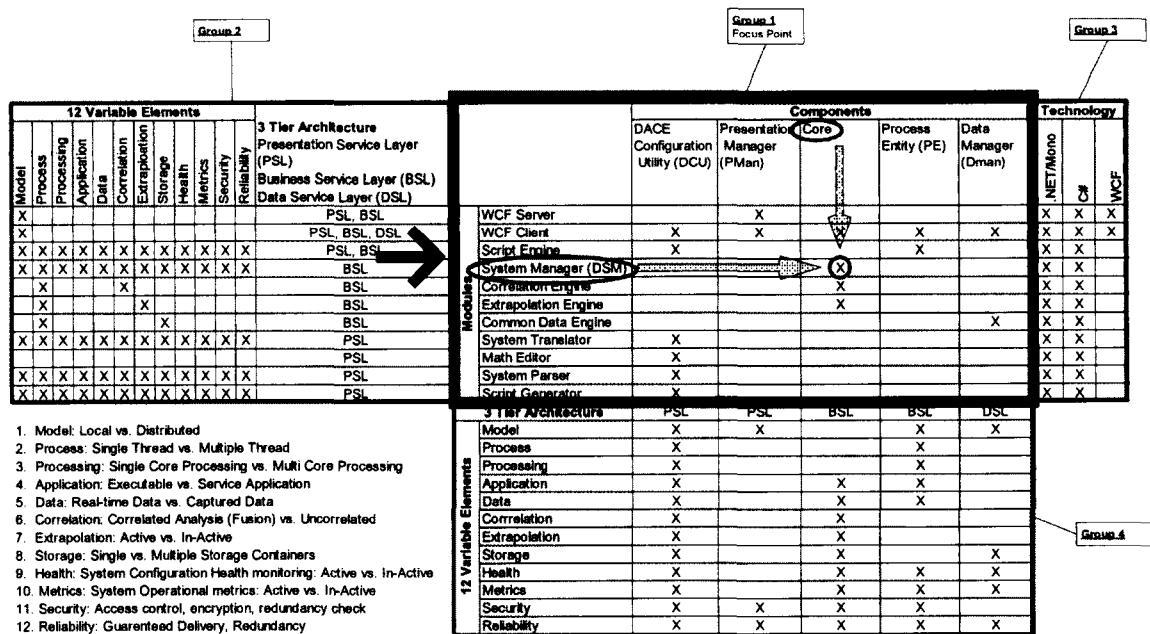 Group 2
Group 1
Focus Point
Group 3
12 Variable Elements
Model
Process
Processing
Application
Data
Correlation
Extraploation
Storage
Health
Metrics
Security
Reliability
3 Tier Architecture
Presentation Service Layer
(PSL)
Business Service Layer (BSL)
Data Service Layer (DSL)
Components
DACE
Configuration
Utility (DCU)
Presentation
Manager
(PMan)
Core
Process
Entity (PE)
Data
Manager
(Dman)
Technology
.NET/Mono
C#
WCF
Modules
X PSL, BSL WCF Server X X X X
X PSL, BSL, DSL WCF Client X X X X X X X X
X X X X X X X X X X X X PSL, BSL Script Engine X X X X
X X X X X X X X X X X X BSL System Manager (DSM) X X X
X X BSL Correlation Engine X X X
X X BSL Extrapolation Engine X X X
X X BSL Common Data Engine X X X
X X X X X X X X X X X X PSL System Translator X X X
PSL Math Editor X X X
X X X X X X X X X X X X PSL System Parser X X X
X X X X X X X X X X X X PSL Script Generator X X X
3 Tier Architecture PSL PSL BSL BSL DSL
12 Variable Elements
Model X X X X
Process X X
Processing X X
Application X X X
Data X X X
Corrrelation X X
Extrapolation X X
Storage X X X
Health X X X X
Metrics X X X X
Security X X X X
Reliability X X X X X
Group 4
1. Model: Local vs. Distributed
2. Process: Single Thread vs. Multiple Thread
3. Processing: Single Core Processing vs. Multi Core Processing
4. Application: Executable vs. Service Application
5. Data: Real-time Data vs. Captured Data
6. Correlation: Correlated Analysis (Fusion) vs. Uncorrelated
7. Extrapolation: Active vs. In-Active
8. Storage: Single vs. Multiple Storage Containers
9. Health: System Configuration Health monitoring: Active vs. In-Active
10. Metrics: System Operational metrics: Active vs. In-Active
11. Security: Access control, encryption, redundancy check
12. Reliability: Guarenteed Delivery, Redundancy